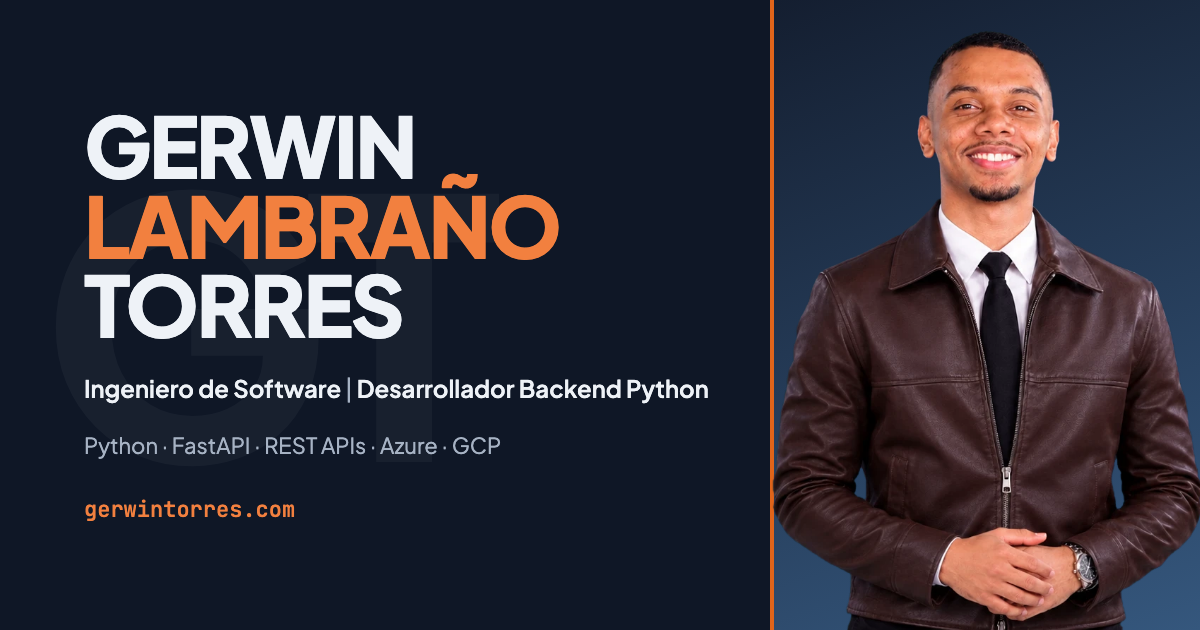 GERWIN
LAMBRAÑO
TORRES
Ingeniero de Software | Desarrollador Backend Python
Python · FastAPI · REST APIs · Azure · GCP
gerwintorres.com